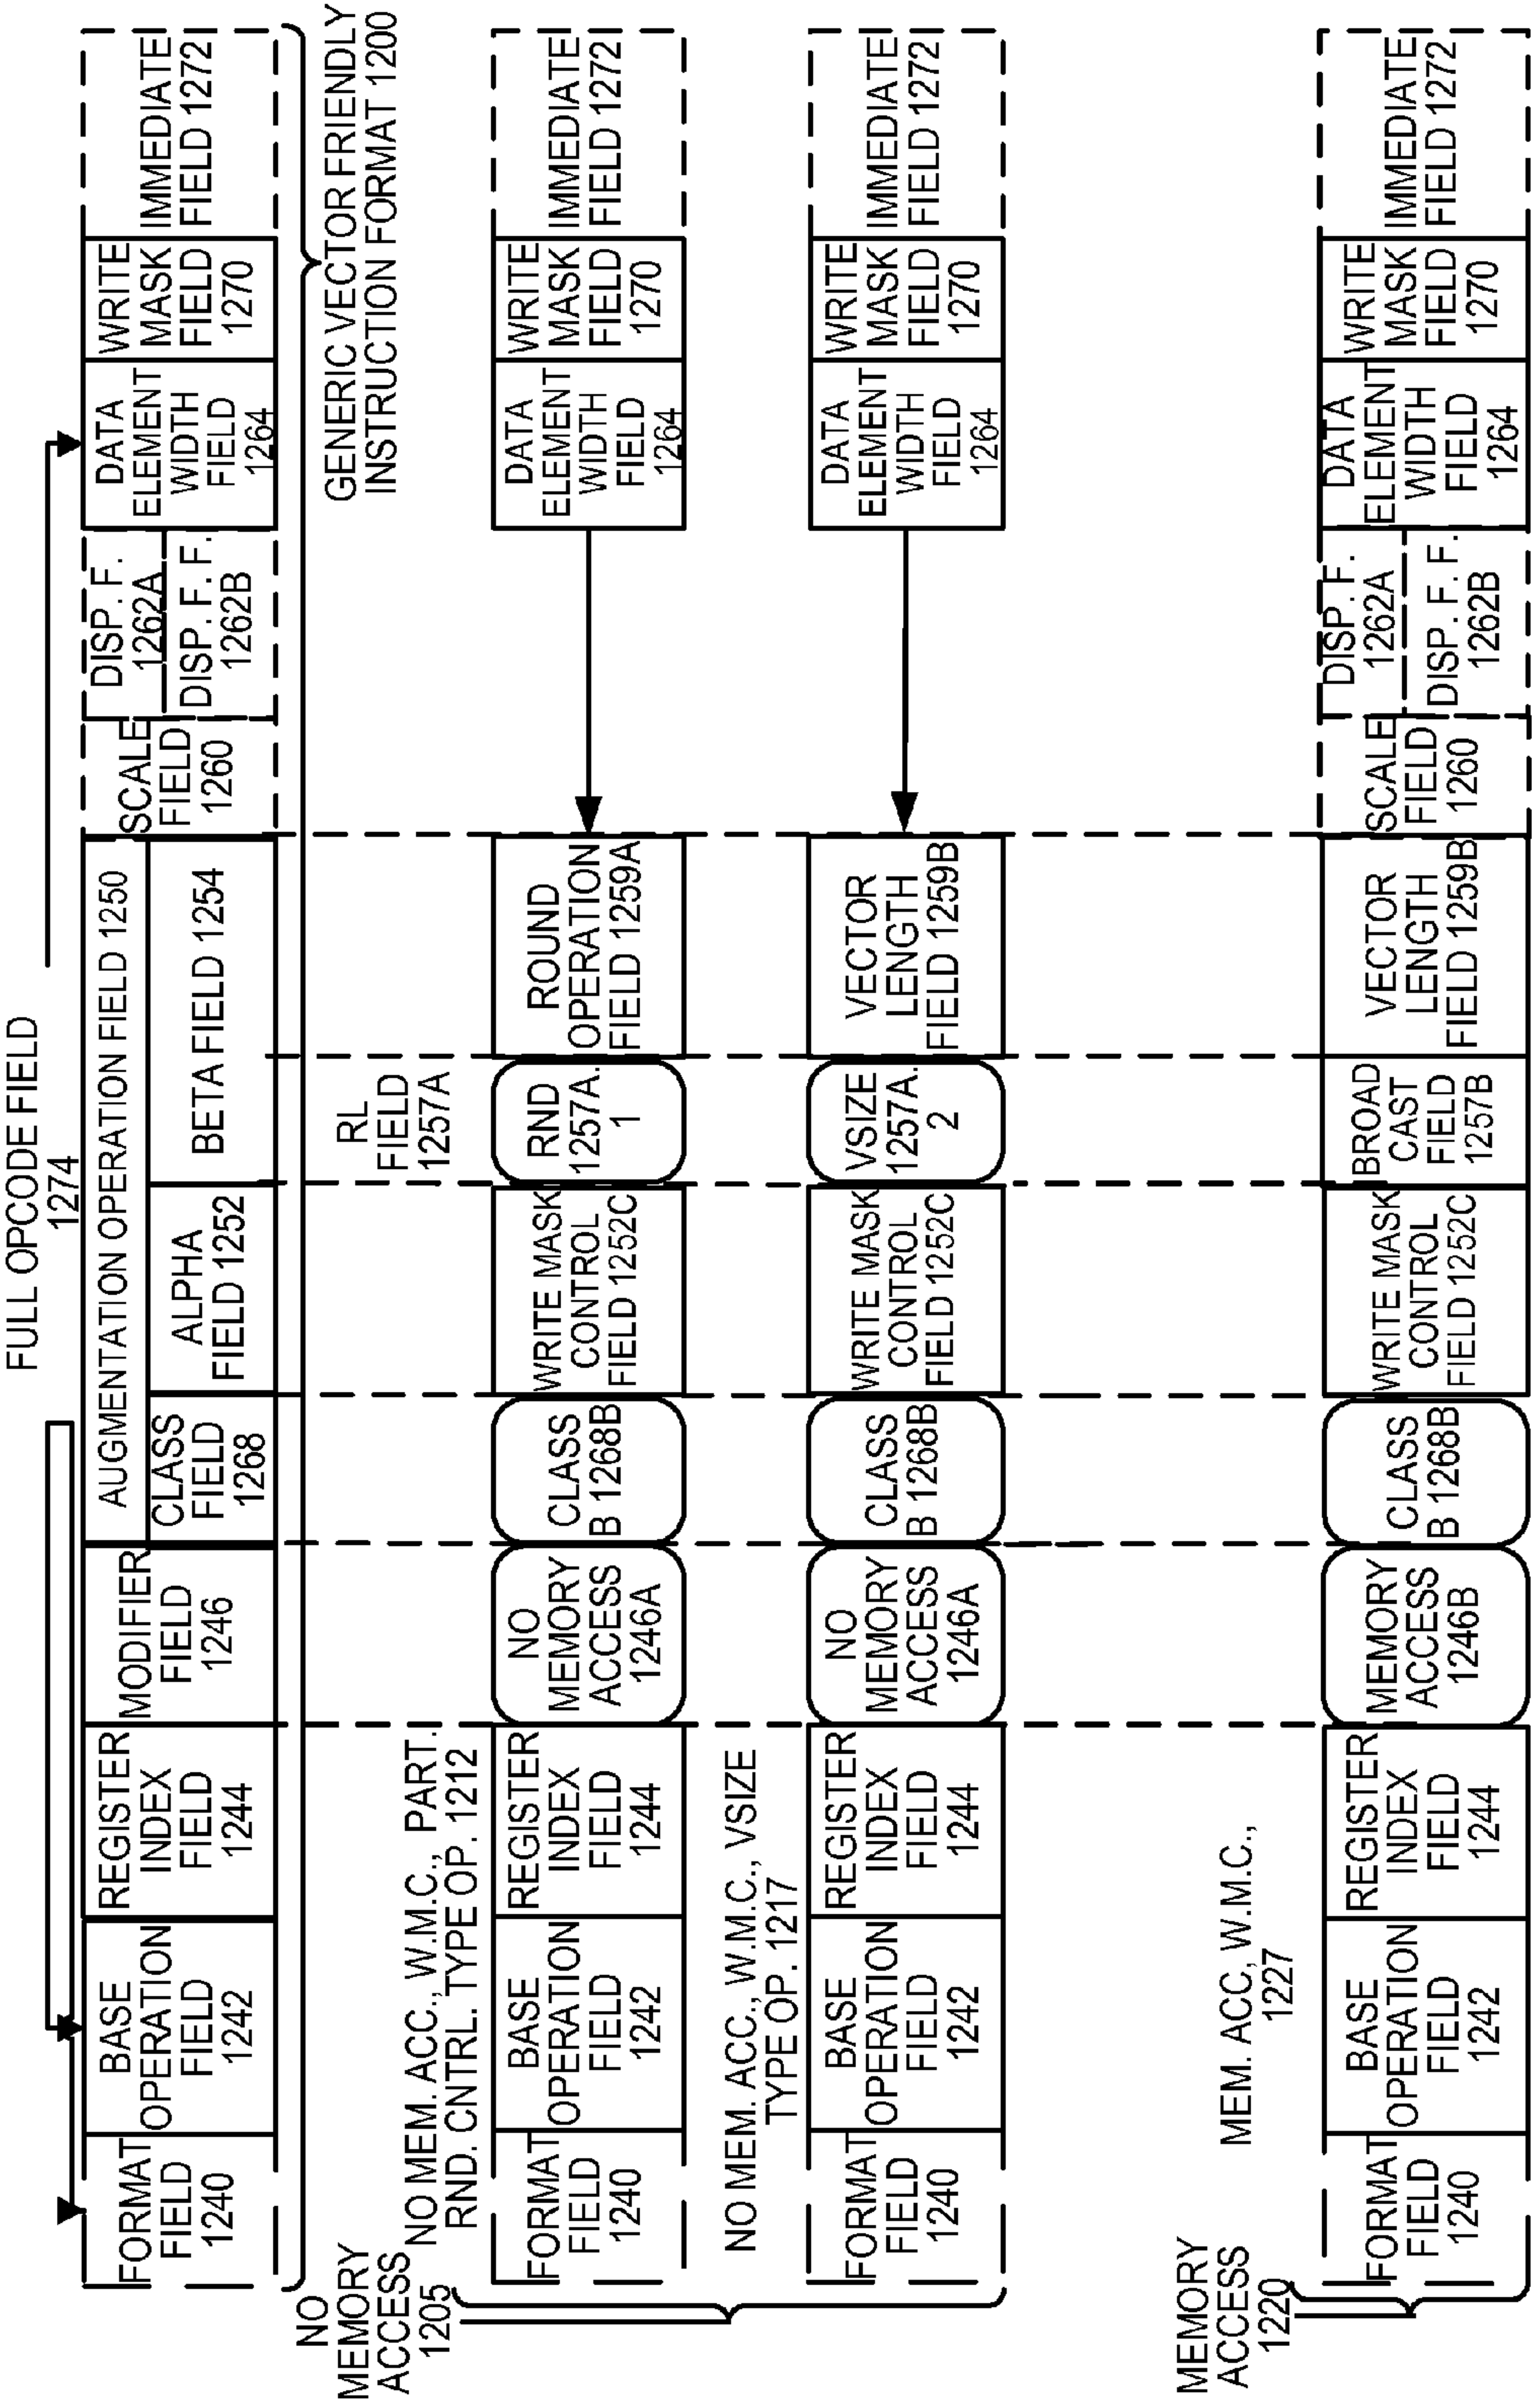 FULL OPCODE FIELD
1274
FORMAT
FIELD
1240
BASE
OPERATION
FIELD
1242
REGISTER
INDEX
FIELD
1244
MODIFIER
FIELD
1246
AUGMENTATION OPERATION FIELD 1250
CLASS
FIELD
1268
ALPHA
FIELD 1252
BETA FIELD 1254
SCALE
FIELD
1260
DISP. F.
1262A
DISP. F. F.
1262B
DATA
ELEMENT
WIDTH
FIELD
1264
WRITE
MASK
FIELD
1270
IMMEDIATE
FIELD 1272
GENERIC VECTOR FRIENDLY
INSTRUCTION FORMAT 1200
NO
MEMORY
ACCESS
1205
NO MEM. ACC., W.M.C., PART.
RND. CNTRL. TYPE OP. 1212
RL
FIELD
1257A
FORMAT
FIELD
1240
BASE
OPERATION
FIELD
1242
REGISTER
INDEX
FIELD
1244
NO
MEMORY
ACCESS
1246A
CLASS
B 1268B
WRITE MASK
CONTROL
FIELD 1252C
RND
1257A.
1
ROUND
OPERATION
FIELD 1259A
DATA
ELEMENT
WIDTH
FIELD
1264
WRITE
MASK
FIELD
1270
IMMEDIATE
FIELD 1272
NO MEM. ACC., W.M.C., VSIZE
TYPE OP. 1217
FORMAT
FIELD
1240
BASE
OPERATION
FIELD
1242
REGISTER
INDEX
FIELD
1244
NO
MEMORY
ACCESS
1246A
CLASS
B 1268B
WRITE MASK
CONTROL
FIELD 1252C
VSIZE
1257A.
2
VECTOR
LENGTH
FIELD 1259B
DATA
ELEMENT
WIDTH
FIELD
1264
WRITE
MASK
FIELD
1270
IMMEDIATE
FIELD 1272
MEMORY
ACCESS
1220
MEM. ACC, W.M.C.,
1227
FORMAT
FIELD
1240
BASE
OPERATION
FIELD
1242
REGISTER
INDEX
FIELD
1244
MEMORY
ACCESS
1246B
CLASS
B 1268B
WRITE MASK
CONTROL
FIELD 1252C
BROAD
CAST
FIELD
1257B
VECTOR
LENGTH
FIELD 1259B
SCALE
FIELD
1260
DISP. F.
1262A
DISP. F. F.
1262B
DATA
ELEMENT
WIDTH
FIELD
1264
WRITE
MASK
FIELD
1270
IMMEDIATE
FIELD 1272